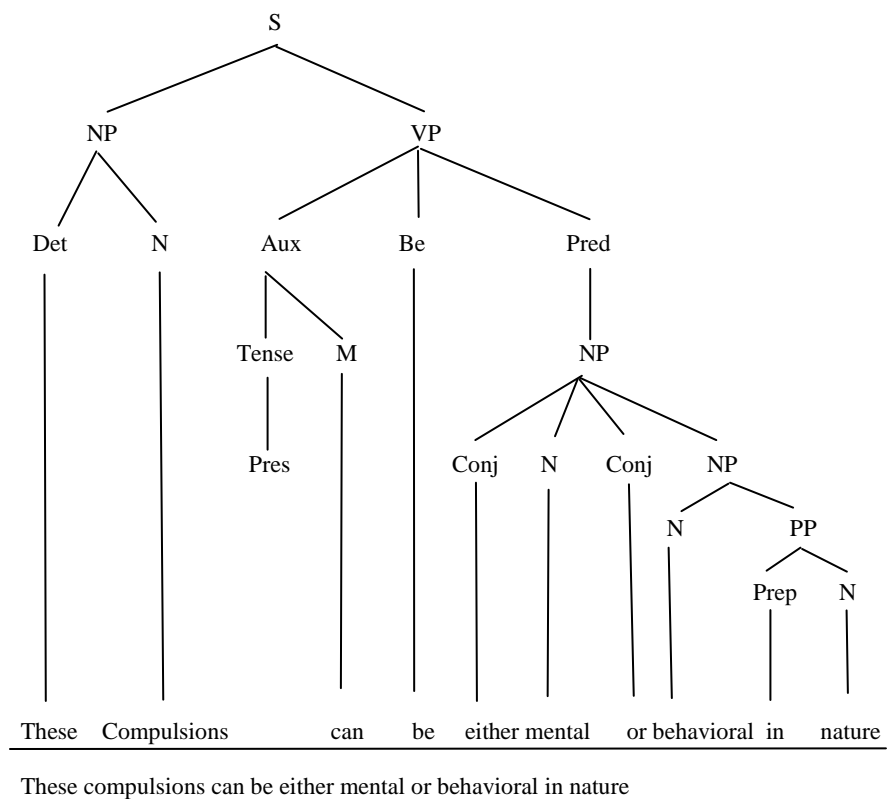 S
NP VP
Det N Aux Be Pred
Tense M NP
Pres Conj N Conj NP
N PP
Prep N
These Compulsions can be either mental or behavioral in nature
These compulsions can be either mental or behavioral in nature